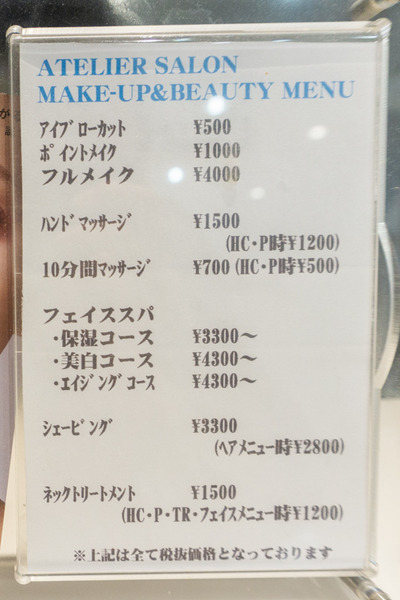 ATELIER SALON
MAKE-UP&BEAUTY MENU
アイブローカット ¥500
ポイントメイク ¥1000
フルメイク ¥4000
ハンドマッサージ ¥1500
(HC・P時¥1200)
10分間マッサージ ¥700 (HC・P時¥500)
フェイススパ
・保湿コース ¥3300～
・美白コース ¥4300～
・エイジングコース ¥4300～
シェービング ¥3300
(ヘアメニュー時¥2800)
ネックトリートメント ¥1500
(HC・P・TR・フェイスメニュー時¥1200)
※上記は全て税抜価格となっております